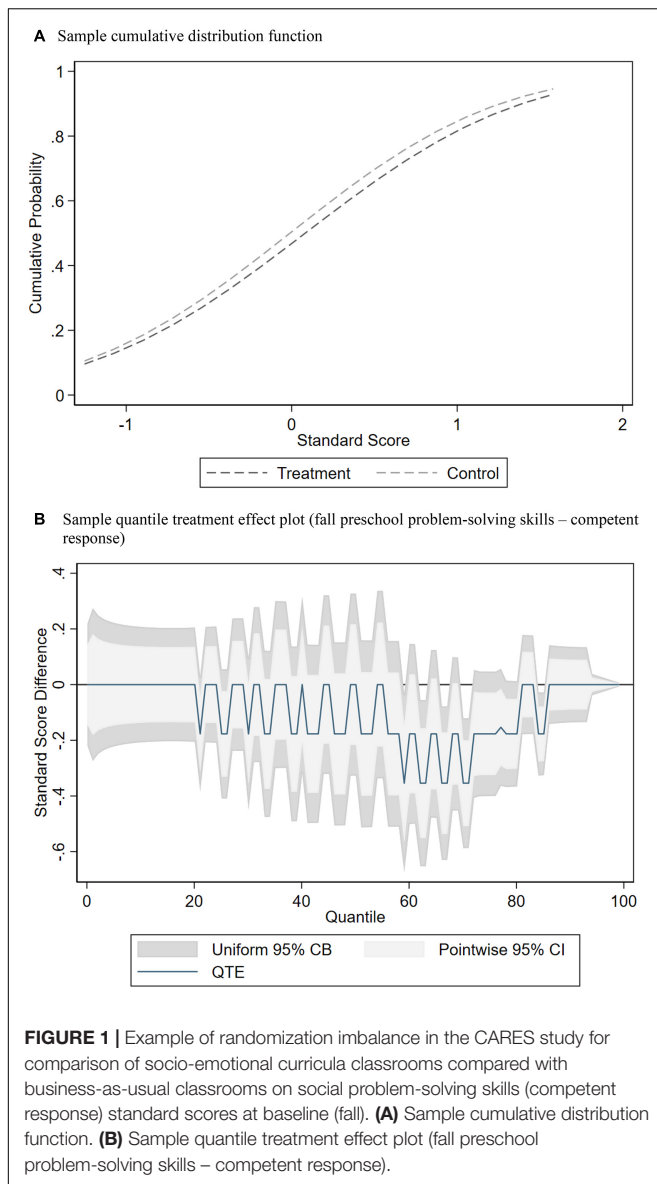 A Sample cumulative distribution function
1
.8
.6
.4
.2
0
Cumulative Probability
-1 0 1 2
Standard Score
Treatment Control
B Sample quantile treatment effect plot (fall preschool problem-solving skills – competent
response)
.4
.2
0
-.2
-.4
-.6
Standard Score Difference
0 20 40 60 80 100
Quantile
Uniform 95% CB Pointwise 95% CI
QTE
FIGURE 1 | Example of randomization imbalance in the CARES study for
comparison of socio-emotional curricula classrooms compared with
business-as-usual classrooms on social problem-solving skills (competent
response) standard scores at baseline (fall). (A) Sample cumulative distribution
function. (B) Sample quantile treatment effect plot (fall preschool
problem-solving skills – competent response).